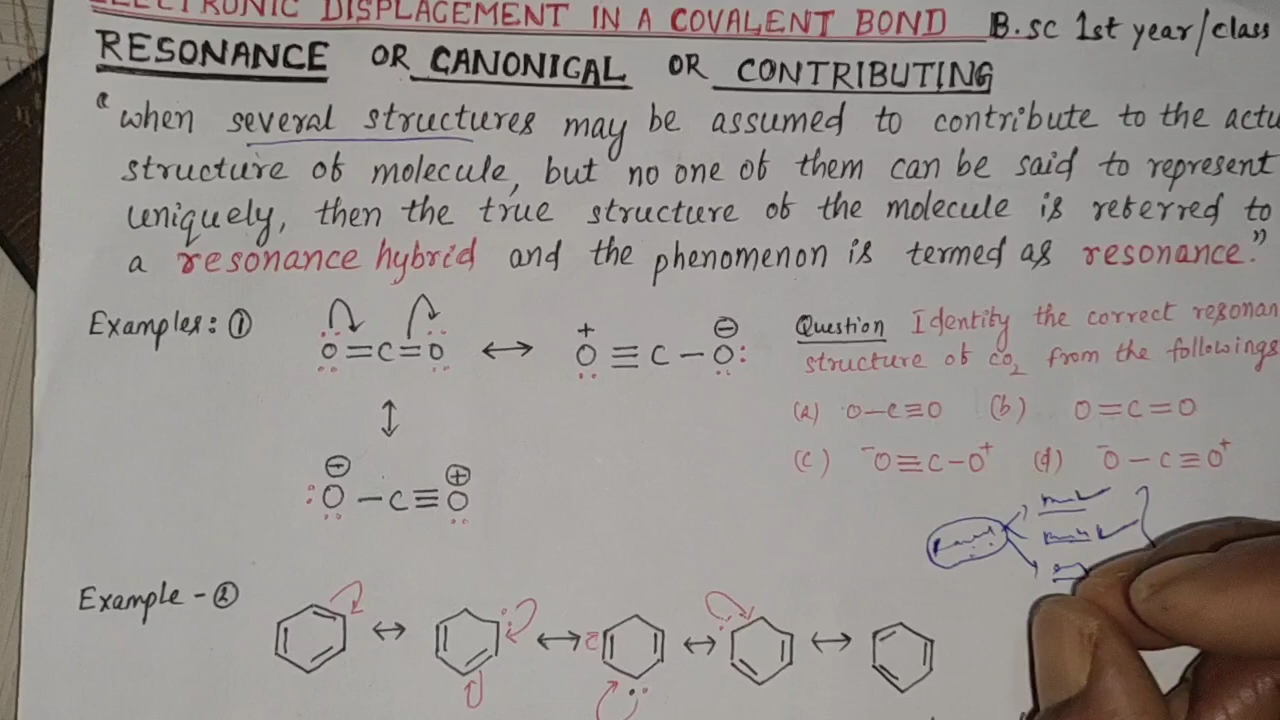 ELECTRONIC DISPLACEMENT IN A COVALENT BOND B.sc 1st year/class
RESONANCE OR CANONICAL OR CONTRIBUTING
"when several structures may be assumed to contribute to the actu
structure of molecule, but no one of them can be said to represent
uniquely, then the true structure of the molecule is referred to
a resonance hybrid and the phenomenon is termed as resonance."
Examples: ① O=C=O ↔ O⁺≡C–O⊖:
↕
:O⊖–C≡O⊕
Question Identity the correct resonan
structure of co₂ from the followings
(a) O–C≡O (b) O=C=O
(c) ⁻O≡C–O⁺ (d) ⁻O–C≡O⁺
Example - ②